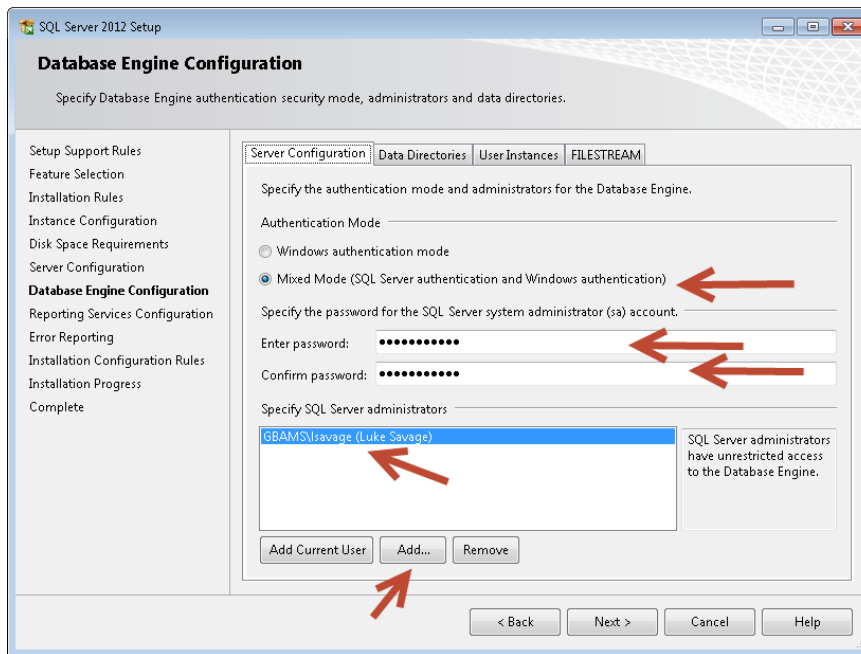 SQL Server 2012 Setup
Database Engine Configuration
Specify Database Engine authentication security mode, administrators and data directories.
Setup Support Rules
Feature Selection
Installation Rules
Instance Configuration
Disk Space Requirements
Server Configuration
Database Engine Configuration
Reporting Services Configuration
Error Reporting
Installation Configuration Rules
Installation Progress
Complete
Server Configuration Data Directories User Instances FILESTREAM
Specify the authentication mode and administrators for the Database Engine.
Authentication Mode
Windows authentication mode
Mixed Mode (SQL Server authentication and Windows authentication)
Specify the password for the SQL Server system administrator (sa) account.
Enter password: ●●●●●●●●●●●
Confirm password: ●●●●●●●●●●●
Specify SQL Server administrators
GBAMS\lsavage (Luke Savage)
SQL Server administrators
have unrestricted access
to the Database Engine.
Add Current User Add... Remove
< Back Next > Cancel Help